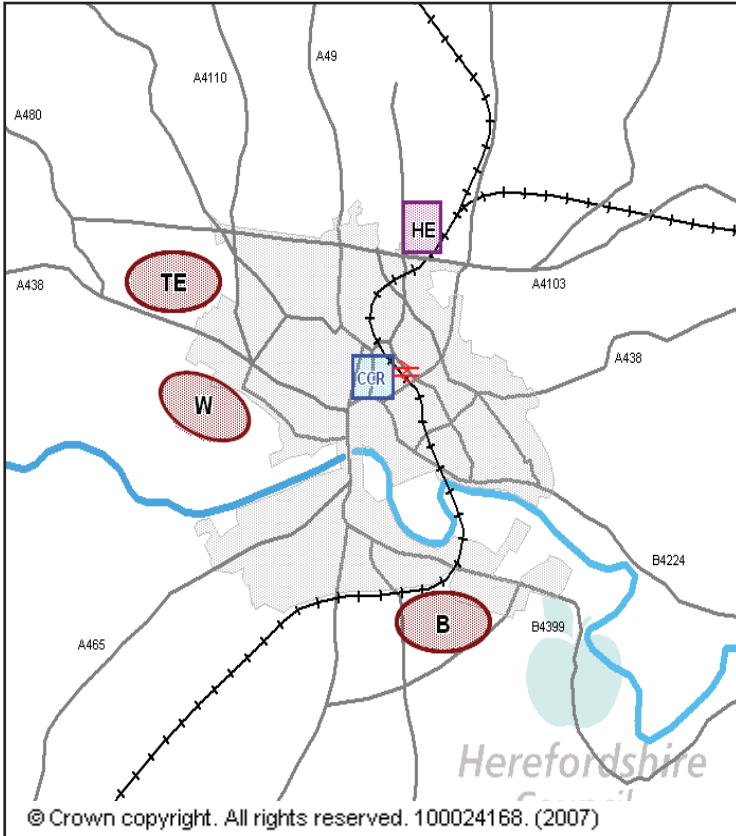 A49
A4110
A480
HE
TE
A438
A4103
A438
CCR
W
B4224
B
B4399
A465
Herefordshire
Council
© Crown copyright. All rights reserved. 100024168. (2007)